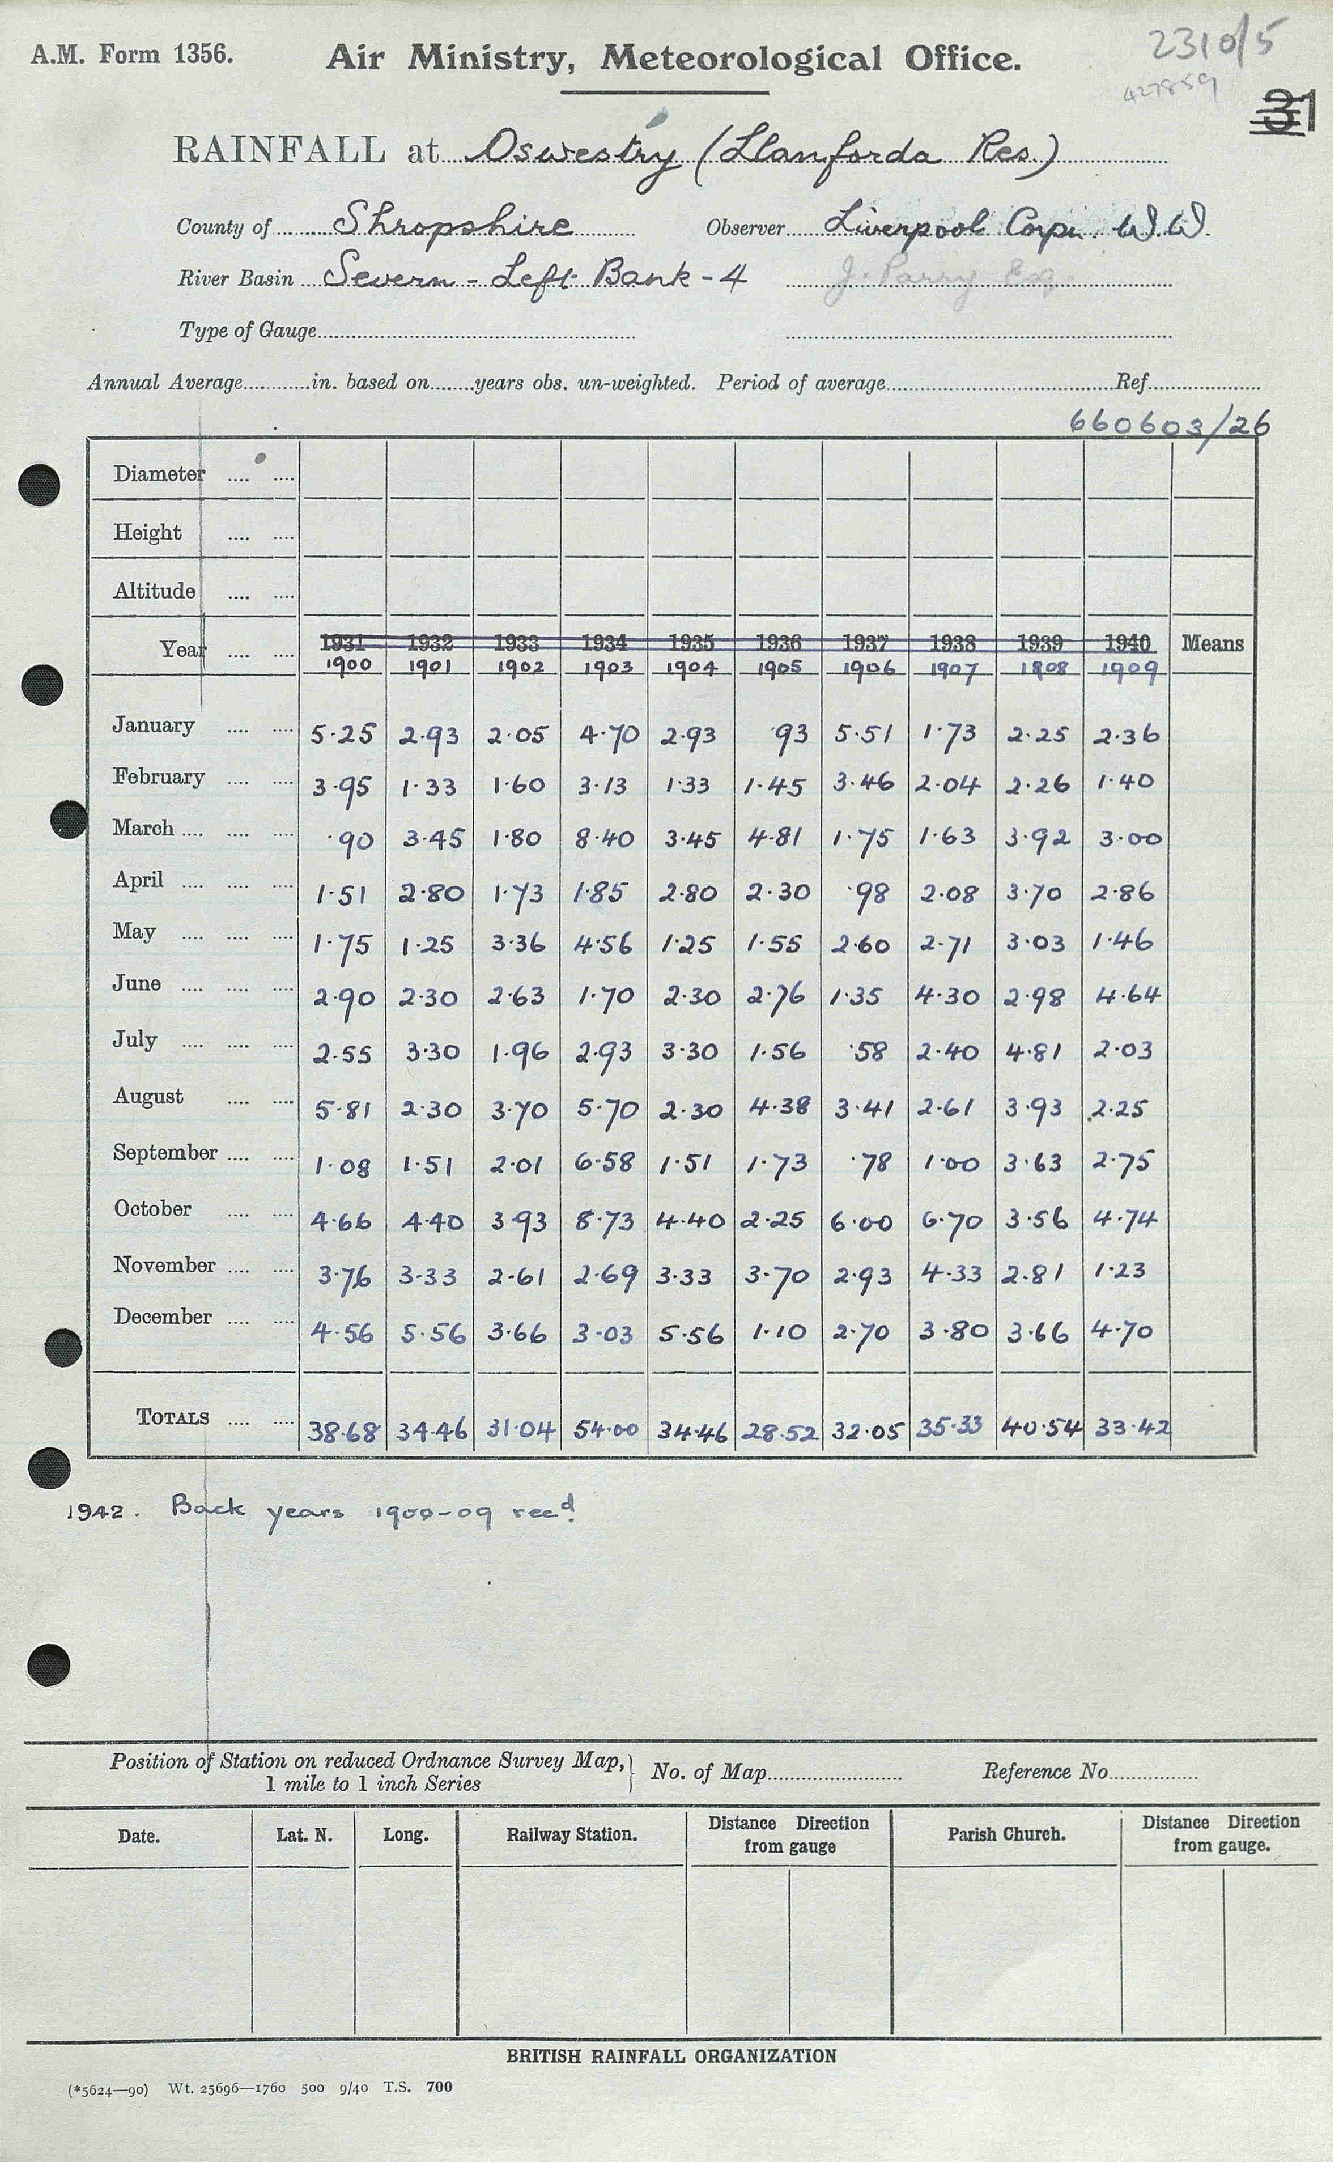 2310/5
A.M. Form 1356. Air Ministry, Meteorological Office.
427859
31
RAINFALL at Oswestry (Llanforda Res.)
County of Shropshire Observer Liverpool Corpn. W.W.
River Basin Severn - Left Bank - 4 J. Parry Esq.
Type of Gauge
Annual Average in. based on years obs. un-weighted. Period of average Ref
660603/26
Diameter
Height
Altitude
Year 1931 1932 1933 1934 1935 1936 1937 1938 1939 1940 Means
1900 1901 1902 1903 1904 1905 1906 1907 1908 1909
January 5.25 2.93 2.05 4.70 2.93 .93 5.51 1.73 2.25 2.36
February 3.95 1.33 1.60 3.13 1.33 1.45 3.46 2.04 2.26 1.40
March .90 3.45 1.80 8.40 3.45 4.81 1.75 1.63 3.92 3.00
April 1.51 2.80 1.73 1.85 2.80 2.30 .98 2.08 3.70 2.86
May 1.75 1.25 3.36 4.56 1.25 1.55 2.60 2.71 3.03 1.46
June 2.90 2.30 2.63 1.70 2.30 2.76 1.35 4.30 2.98 4.64
July 2.55 3.30 1.96 2.93 3.30 1.56 .58 2.40 4.81 2.03
August 5.81 2.30 3.70 5.70 2.30 4.38 3.41 2.61 3.93 2.25
September 1.08 1.51 2.01 6.58 1.51 1.73 .78 1.00 3.63 2.75
October 4.66 4.40 3.93 8.73 4.40 2.25 6.00 6.70 3.56 4.74
November 3.76 3.33 2.61 2.69 3.33 3.70 2.93 4.33 2.81 1.23
December 4.56 5.56 3.66 3.03 5.56 1.10 2.70 3.80 3.66 4.70
TOTALS 38.68 34.46 31.04 54.00 34.46 28.52 32.05 35.33 40.54 33.42
1942. Back years 1900-09 recd.
Position of Station on reduced Ordnance Survey Map, No. of Map Reference No.
1 mile to 1 inch Series
Date. Lat. N. Long. Railway Station. Distance Direction from gauge Parish Church. Distance Direction from gauge.
BRITISH RAINFALL ORGANIZATION
(*5624—90) Wt. 25696—1760 500 9/40 T.S. 700